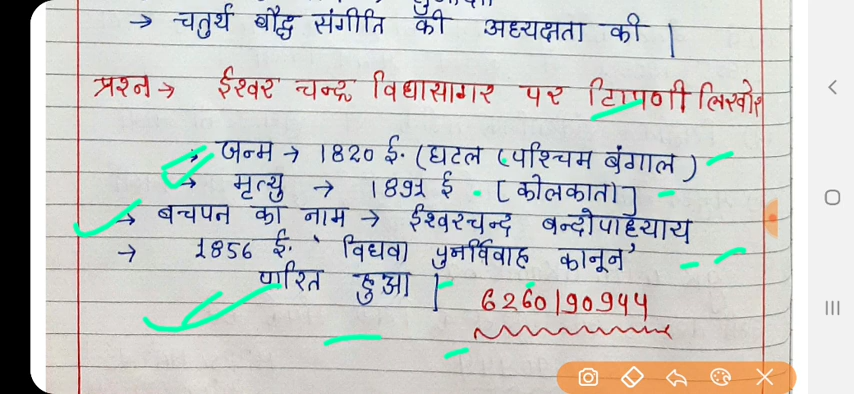 → चतुर्थ बौद्ध संगीति की अध्यक्षता की |
प्रश्न → ईश्वर चन्द्र विद्यासागर पर टिप्पणी लिखो?
→ जन्म → 1820 ई. (घटल (पश्चिम बंगाल)
→ मृत्यु → 1891 ई. [कोलकाता]
→ बचपन का नाम → ईश्वरचन्द्र बन्दोपाध्याय
→ 1856 ई. 'विधवा पुनर्विवाह कानून'
पारित हुआ |
6260190944